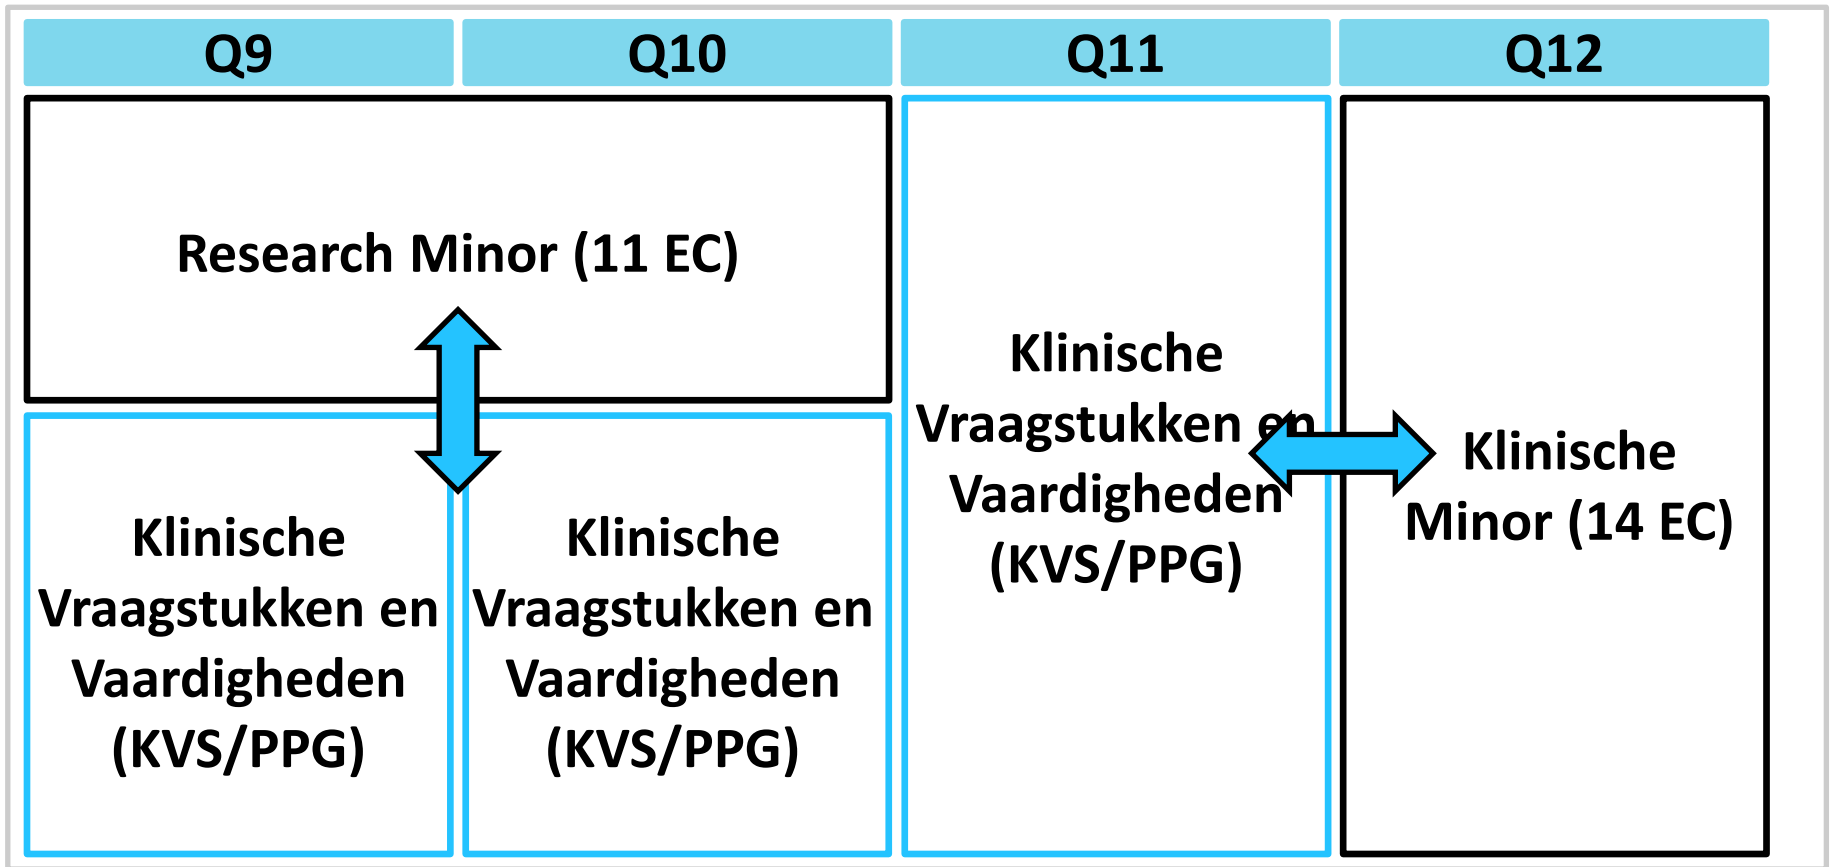 Q9
Q10
Q11
Q12
Research Minor (11 EC)
Klinische
Vraagstukken en
Vaardigheden
(KVS/PPG)
Klinische
Vraagstukken en
Vaardigheden
(KVS/PPG)
Klinische
Vraagstukken en
Vaardigheden
(KVS/PPG)
Klinische
Minor (14 EC)